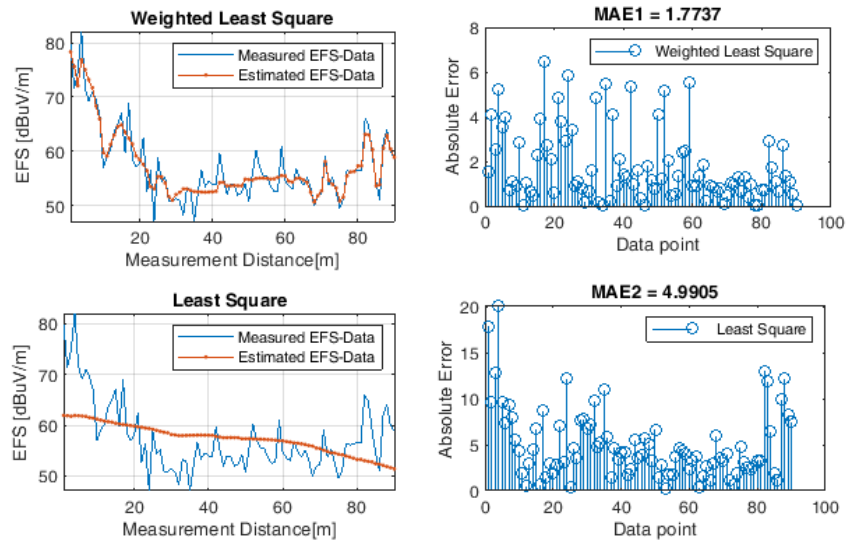 Weighted Least Square
EFS [dBuV/m]
80
70
60
50
Measured EFS-Data
Estimated EFS-Data
20 40 60 80
Measurement Distance[m]
MAE1 = 1.7737
Absolute Error
8
6
4
2
0
Weighted Least Square
0 20 40 60 80 100
Data point
Least Square
EFS [dBuV/m]
80
70
60
50
Measured EFS-Data
Estimated EFS-Data
20 40 60 80
Measurement Distance[m]
MAE2 = 4.9905
Absolute Error
20
15
10
5
0
Least Square
0 20 40 60 80 100
Data point